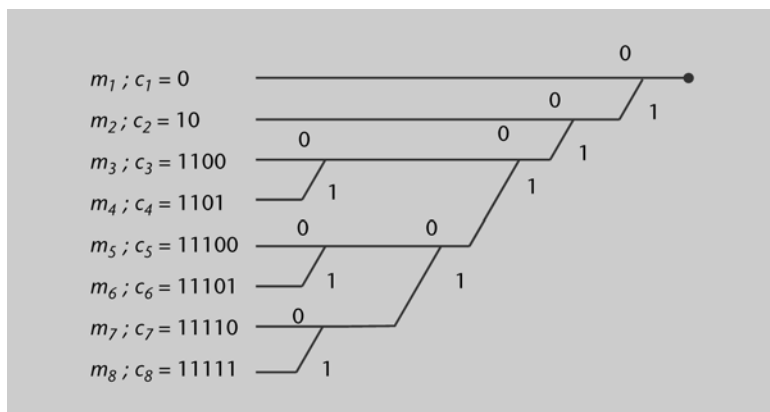 0
m1 ; c1 = 0
0
1
m2 ; c2 = 10
0 0
1
m3 ; c3 = 1100
1 1
m4 ; c4 = 1101
0 0
m5 ; c5 = 11100
1 1
m6 ; c6 = 11101
0
m7 ; c7 = 11110
m8 ; c8 = 11111
1